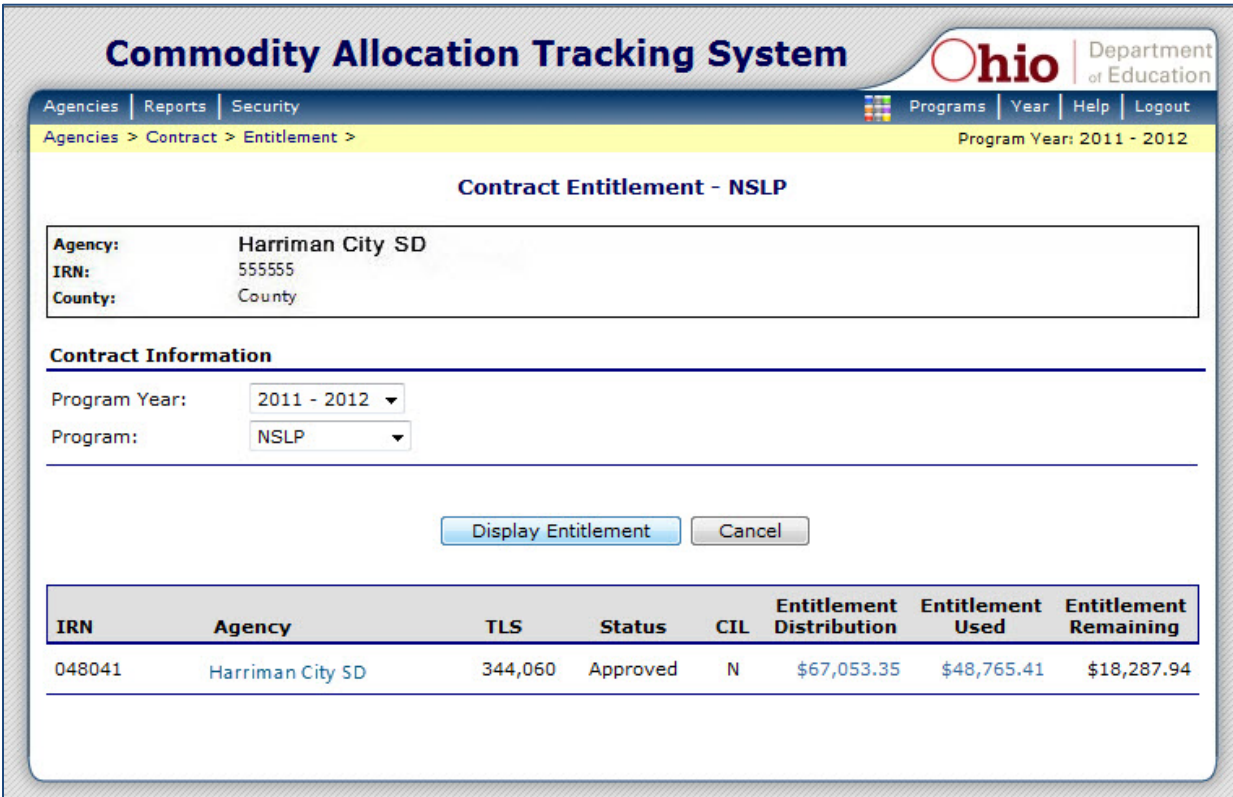 Commodity Allocation Tracking System
Ohio Department of Education
Agencies | Reports | Security Programs | Year | Help | Logout
Agencies > Contract > Entitlement > Program Year: 2011 - 2012
Contract Entitlement - NSLP
Agency: Harriman City SD
IRN: 555555
County: County
Contract Information
Program Year: 2011 - 2012
Program: NSLP
Display Entitlement Cancel
IRN Agency TLS Status CIL Entitlement Distribution Entitlement Used Entitlement Remaining
048041 Harriman City SD 344,060 Approved N $67,053.35 $48,765.41 $18,287.94